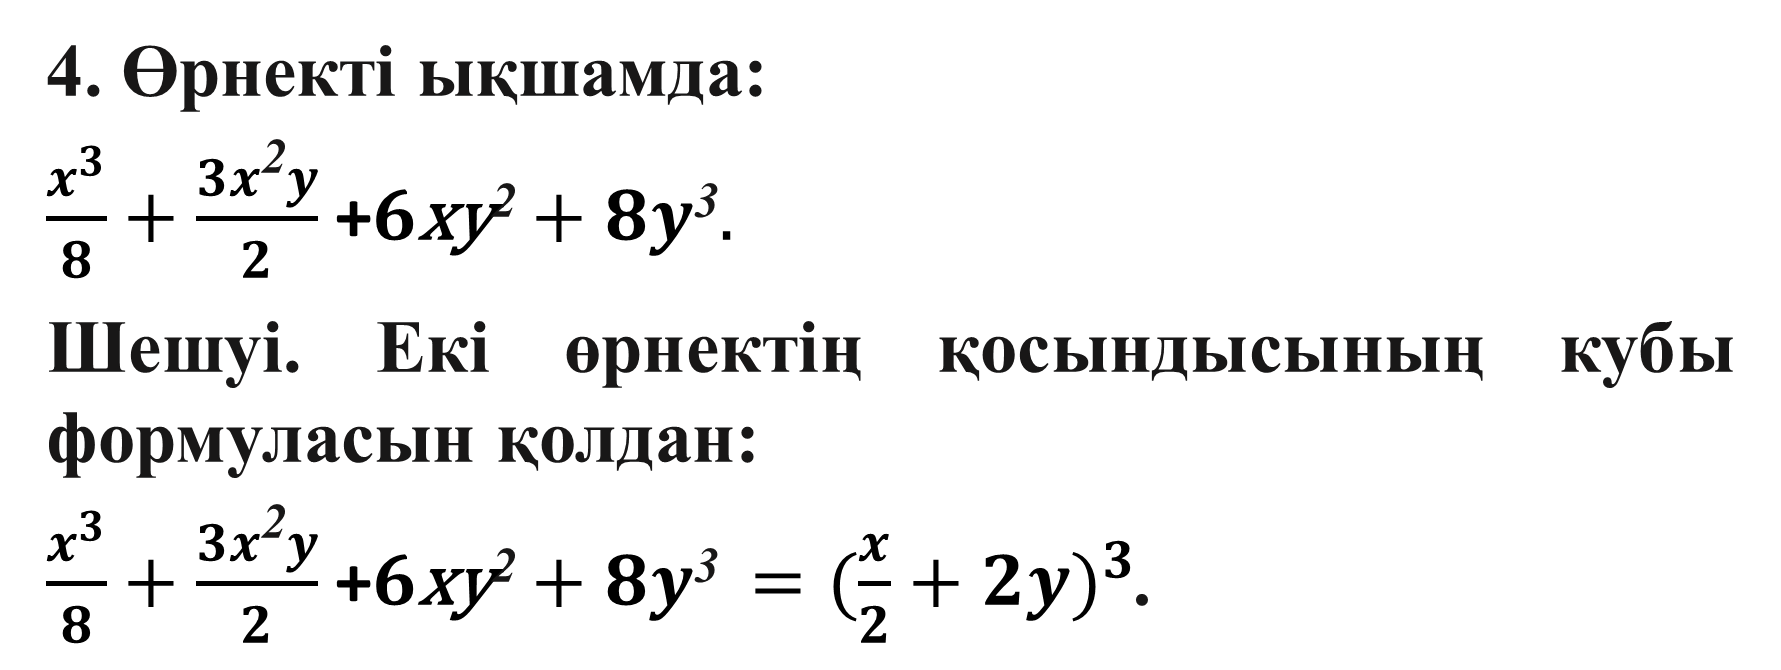 4. Өрнекті ықшамда:
x³/8 + 3x²y/2 +6xy² + 8y³.
Шешуі. Екі өрнектің қосындысының кубы
формуласын қолдан:
x³/8 + 3x²y/2 +6xy² + 8y³ = (x/2 + 2y)³.